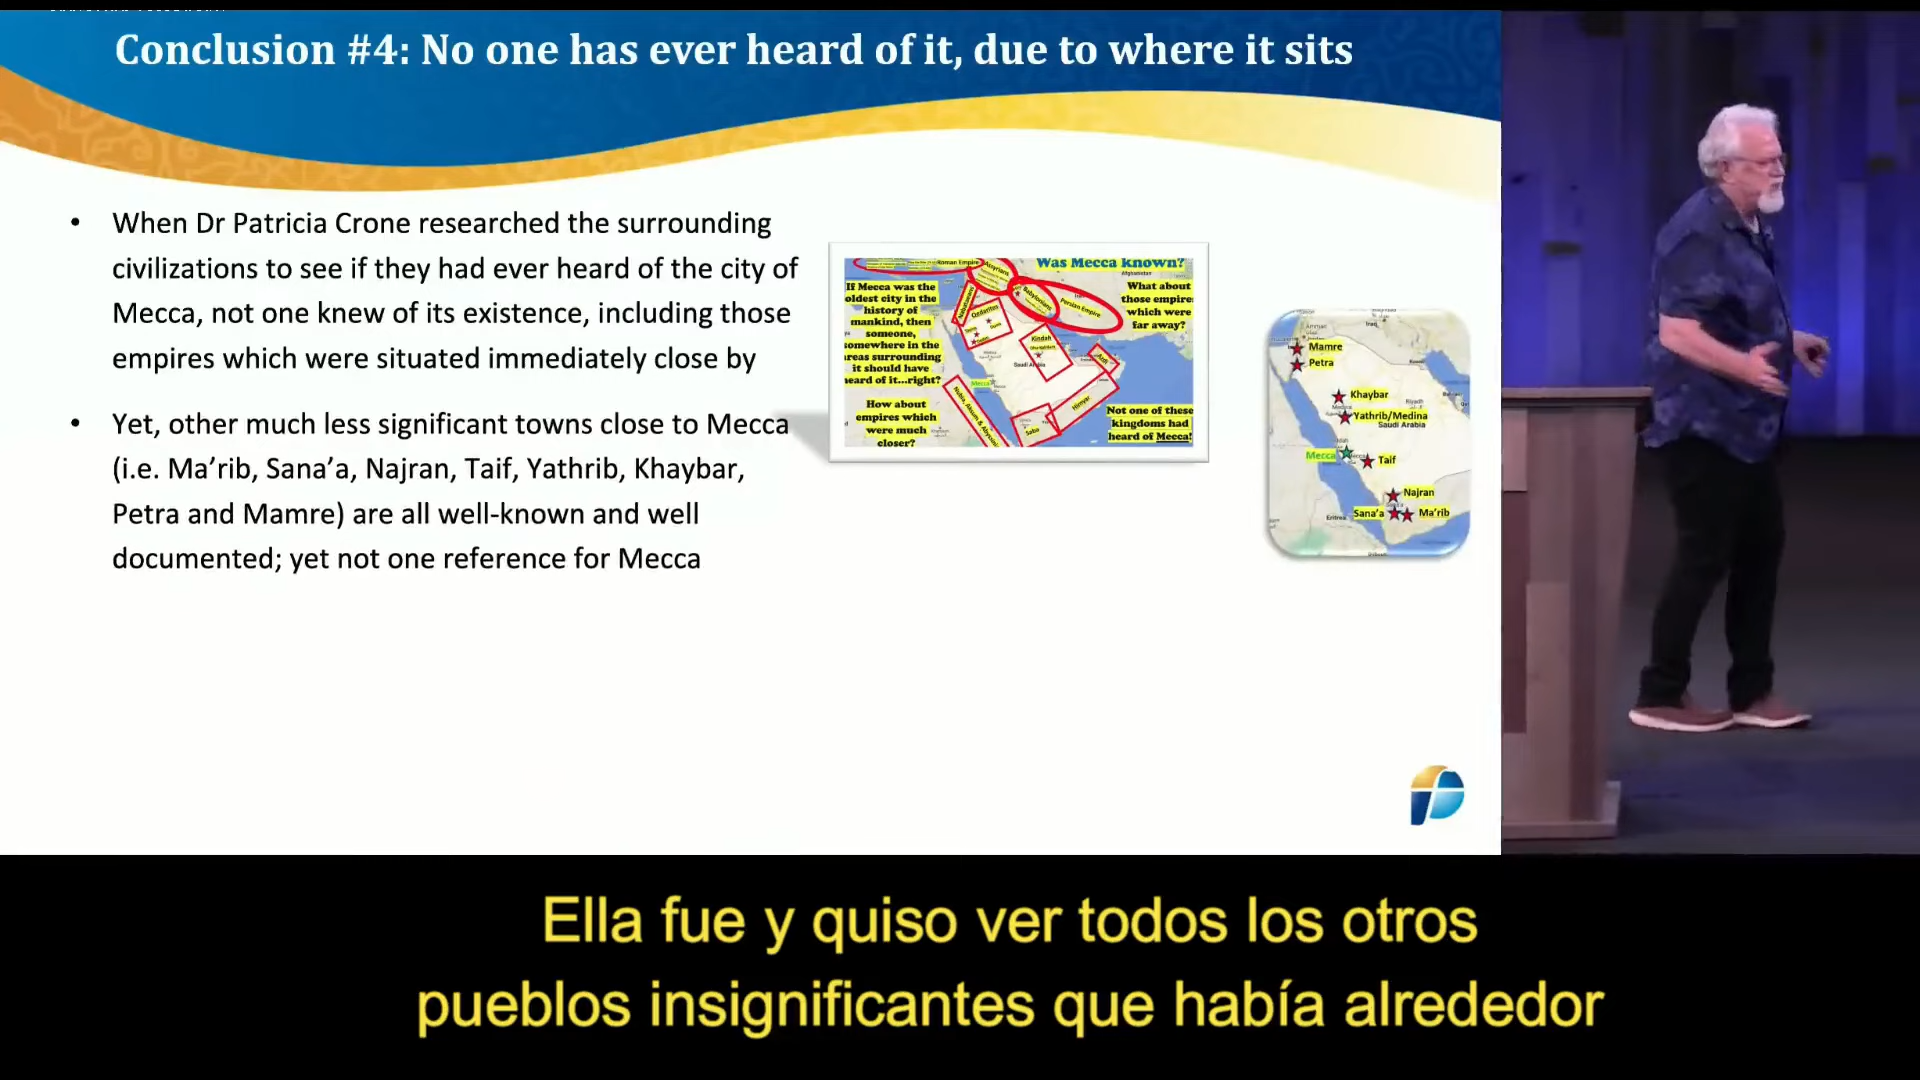 Conclusion #4: No one has ever heard of it, due to where it sits
• When Dr Patricia Crone researched the surrounding
civilizations to see if they had ever heard of the city of
Mecca, not one knew of its existence, including those
empires which were situated immediately close by
• Yet, other much less significant towns close to Mecca
(i.e. Ma’rib, Sana’a, Najran, Taif, Yathrib, Khaybar,
Petra and Mamre) are all well-known and well
documented; yet not one reference for Mecca
Was Mecca known?
If Mecca was the
oldest city in the
history of
mankind, then
someone,
somewhere in the
areas surrounding
it should have
heard of it...right?
How about
empires which
were much
closer?
What about
those empires
which were
far away?
Not one of these
kingdoms had
heard of Mecca!
Roman Empire
Assyrians
Babylonians
Persian Empire
Nabataeans
Qedarites
Kindah
Saudi Arabia
Mecca
Azd
Himyar
Saba
Mamre
Petra
Khaybar
Yathrib/Medina
Saudi Arabia
Mecca
Taif
Najran
Sana’a
Ma’rib
Amman
Iraq
Riyadh
Eritrea
Ella fue y quiso ver todos los otros
pueblos insignificantes que había alrededor